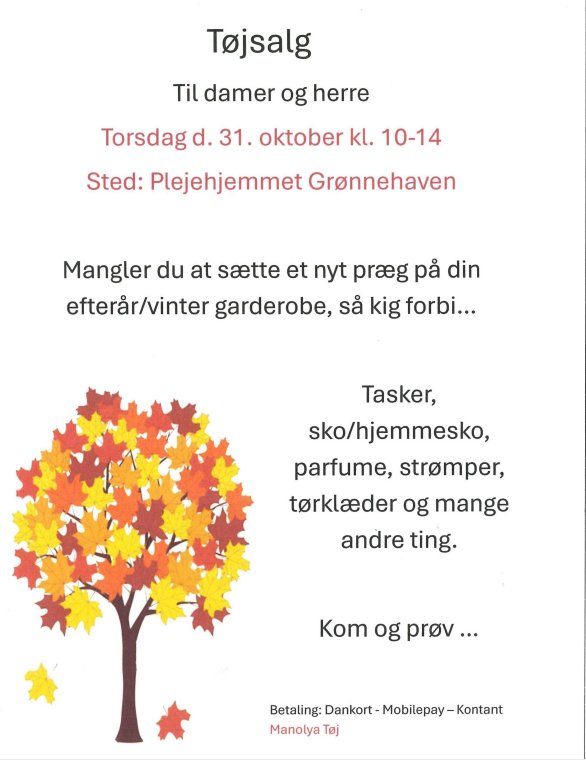 Tøjsalg
Til damer og herre
Torsdag d. 31. oktober kl. 10-14
Sted: Plejehjemmet Grønnehaven
Mangler du at sætte et nyt præg på din
efterår/vinter garderobe, så kig forbi...
Tasker,
sko/hjemmesko,
parfume, strømper,
tørklæder og mange
andre ting.
Kom og prøv ...
Betaling: Dankort - Mobilepay – Kontant
Manolya Tøj